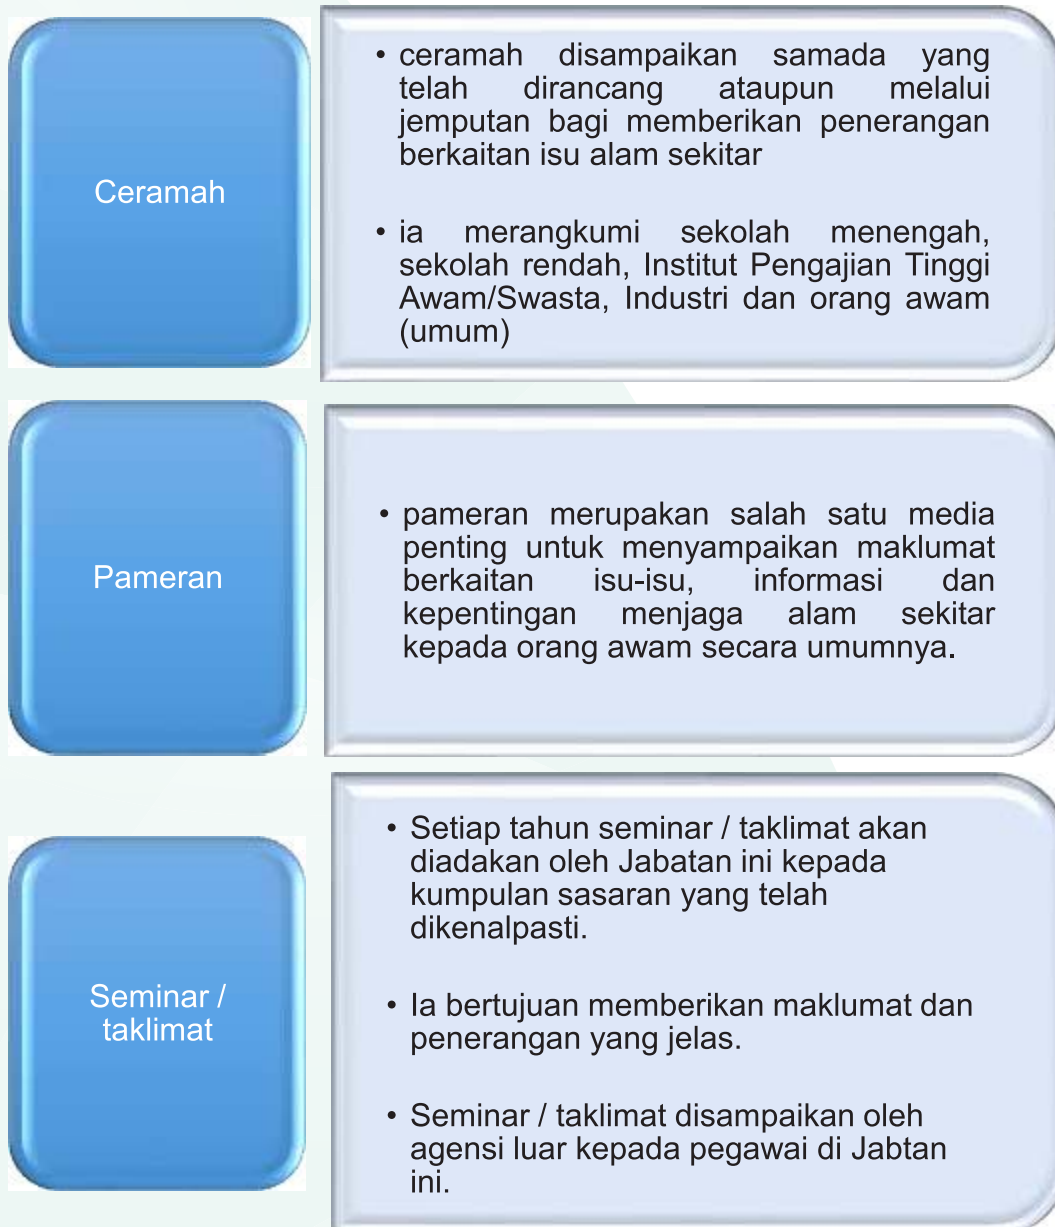 Ceramah
• ceramah disampaikan samada yang
telah dirancang ataupun melalui
jemputan bagi memberikan penerangan
berkaitan isu alam sekitar
• ia merangkumi sekolah menengah,
sekolah rendah, Institut Pengajian Tinggi
Awam/Swasta, Industri dan orang awam
(umum)
Pameran
• pameran merupakan salah satu media
penting untuk menyampaikan maklumat
berkaitan isu-isu, informasi dan
kepentingan menjaga alam sekitar
kepada orang awam secara umumnya.
Seminar /
taklimat
• Setiap tahun seminar / taklimat akan
diadakan oleh Jabatan ini kepada
kumpulan sasaran yang telah
dikenalpasti.
• Ia bertujuan memberikan maklumat dan
penerangan yang jelas.
• Seminar / taklimat disampaikan oleh
agensi luar kepada pegawai di Jabtan
ini.